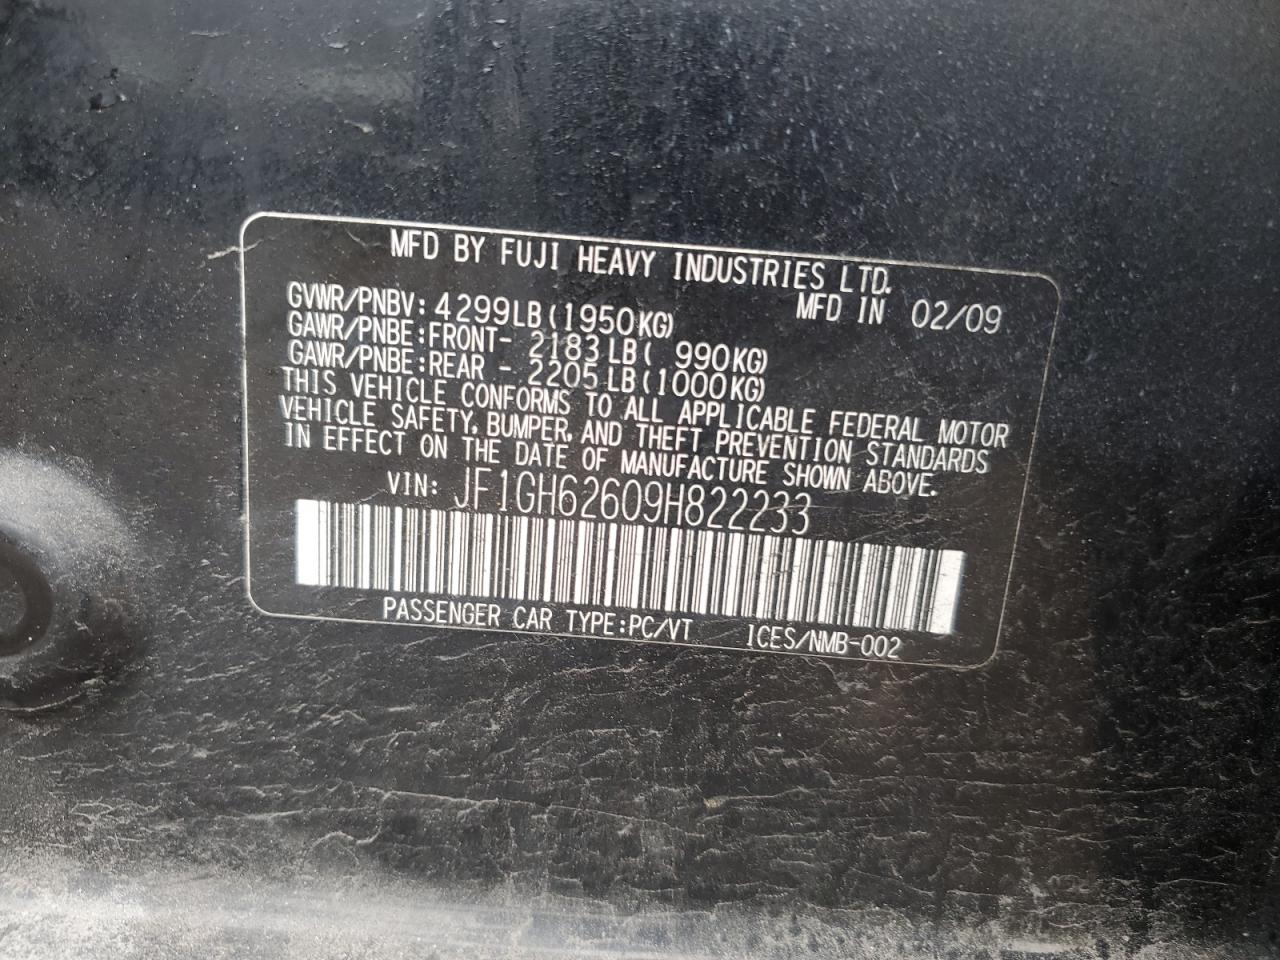 MFD BY FUJI HEAVY INDUSTRIES LTD.
MFD IN 02/09
GVWR/PNBV: 4299LB (1950KG)
GAWR/PNBE:FRONT- 2183LB( 990KG)
GAWR/PNBE:REAR - 2205LB(1000KG)
THIS VEHICLE CONFORMS TO ALL APPLICABLE FEDERAL MOTOR
VEHICLE SAFETY, BUMPER, AND THEFT PREVENTION STANDARDS
IN EFFECT ON THE DATE OF MANUFACTURE SHOWN ABOVE.
VIN: JF1GH62609H822233
PASSENGER CAR TYPE:PC/VT ICES/NMB-002